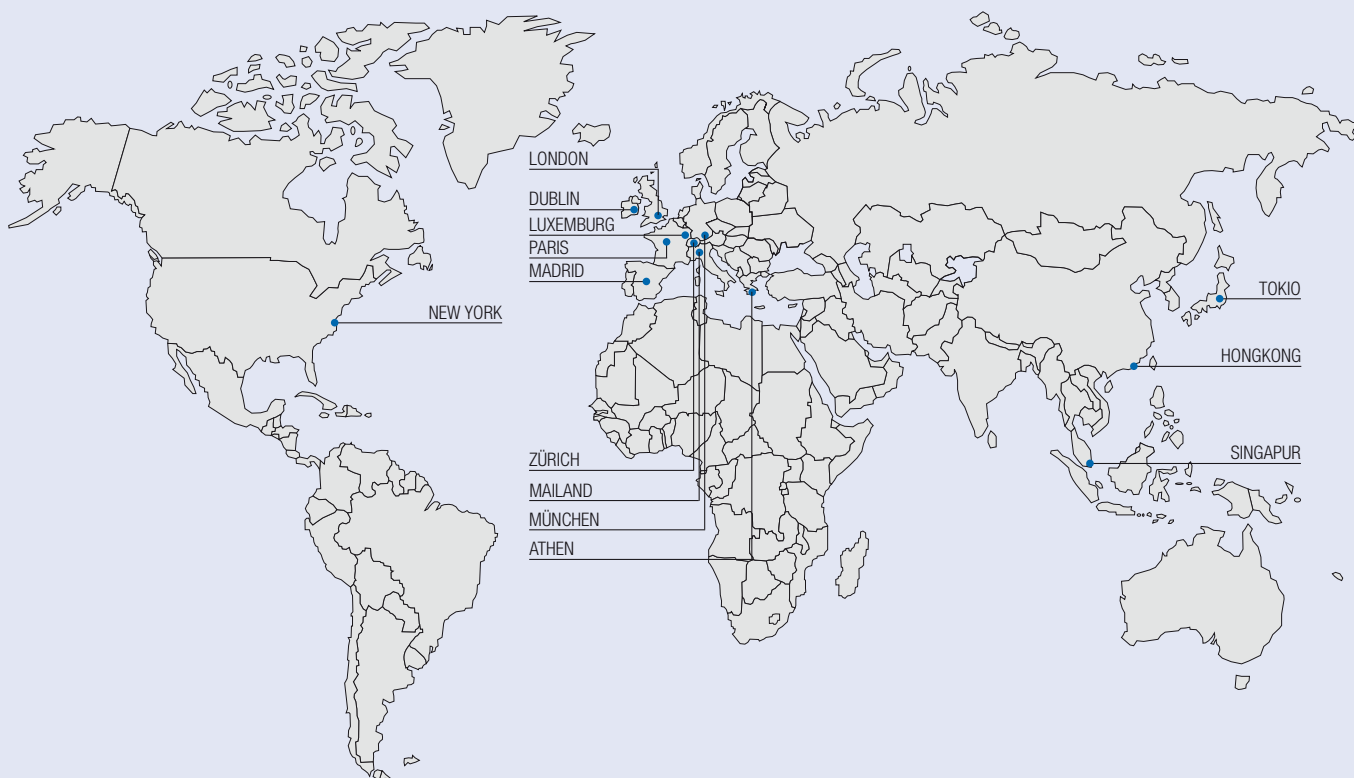 LONDON
DUBLIN
LUXEMBURG
PARIS
MADRID
NEW YORK
TOKIO
HONGKONG
SINGAPUR
ZÜRICH
MAILAND
MÜNCHEN
ATHEN